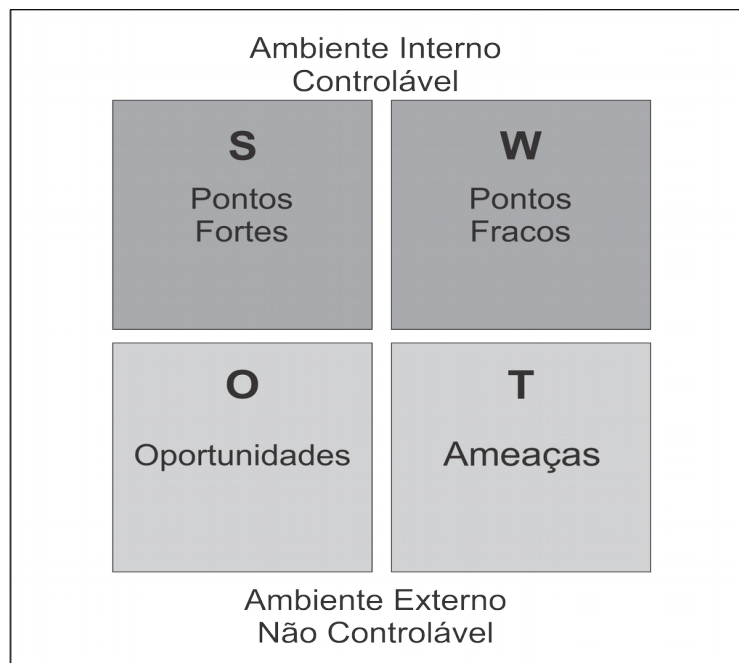 Ambiente Interno
Controlável
S
Pontos
Fortes
W
Pontos
Fracos
O
Oportunidades
T
Ameaças
Ambiente Externo
Não Controlável